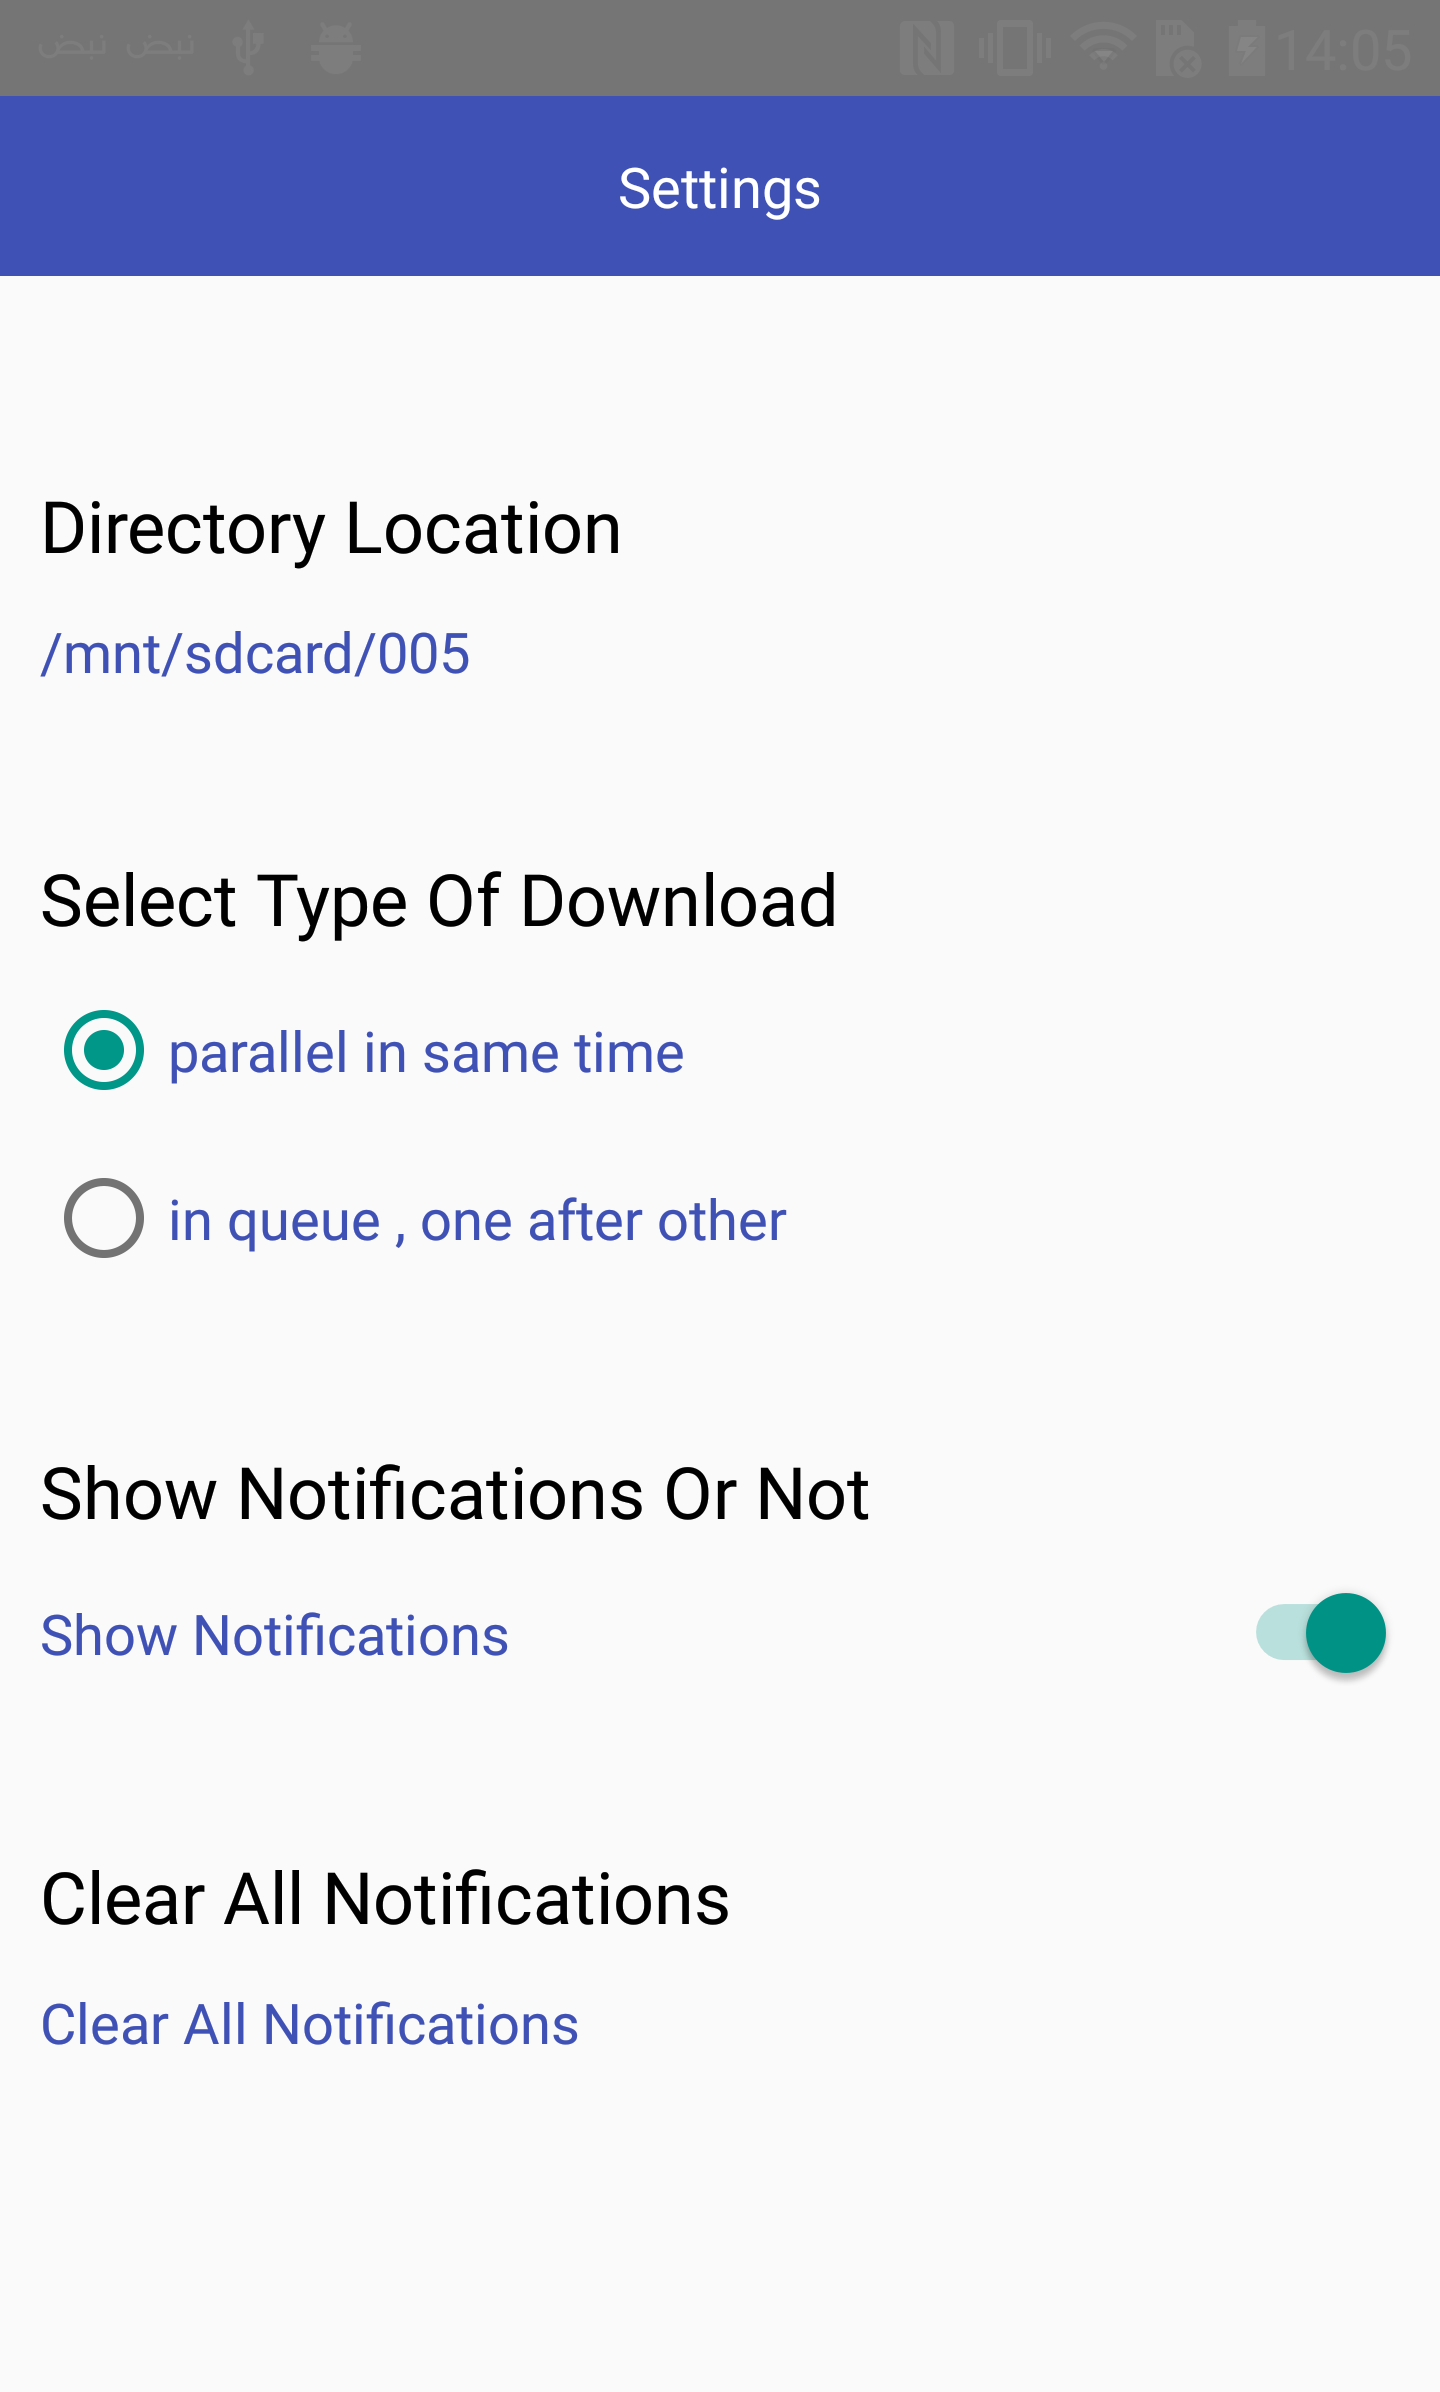 نبض نبض 14:05
Settings
Directory Location
/mnt/sdcard/005
Select Type Of Download
parallel in same time
in queue , one after other
Show Notifications Or Not
Show Notifications
Clear All Notifications
Clear All Notifications